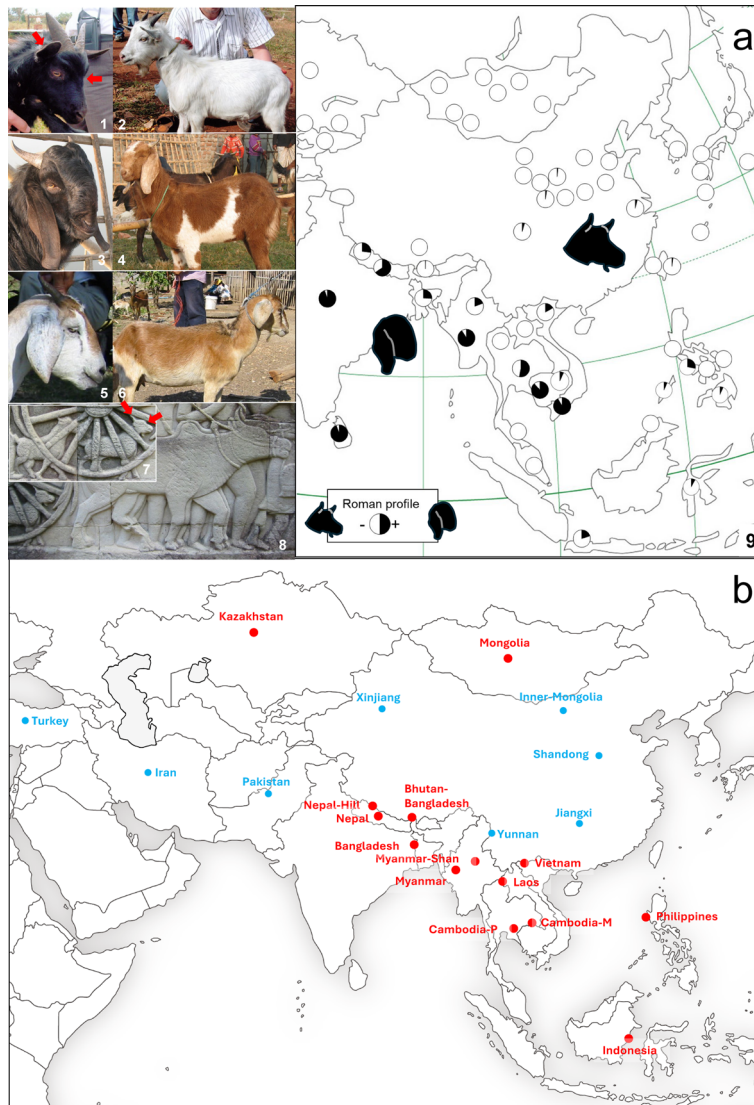 a
1
2
3
4
5
6
7
8
Roman profile
- +
9
b
Kazakhstan
Mongolia
Xinjiang
Inner-Mongolia
Turkey
Shandong
Iran
Pakistan
Bhutan-
Bangladesh
Nepal-Hill
Nepal
Jiangxi
Yunnan
Bangladesh
Myanmar-Shan
Vietnam
Myanmar
Laos
Philippines
Cambodia-M
Cambodia-P
Indonesia